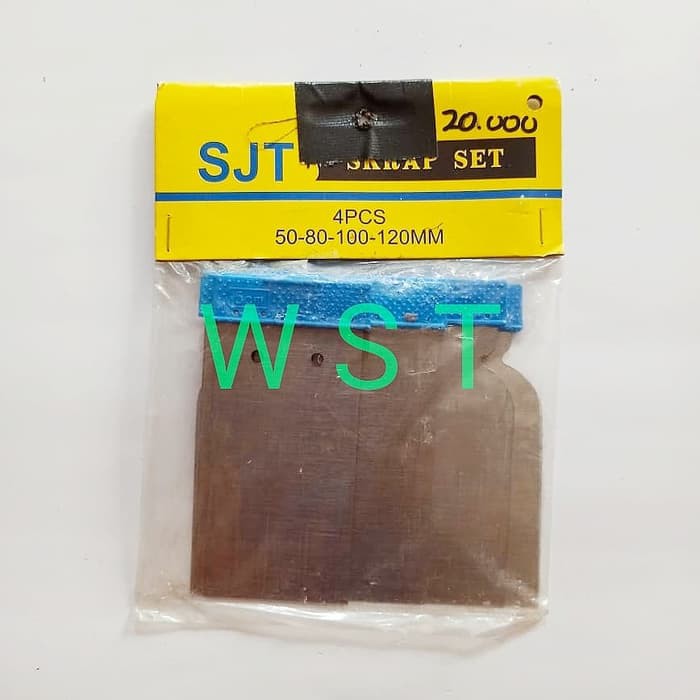 20.000
SJT SKRAP SET
4PCS
50-80-100-120MM
W S T